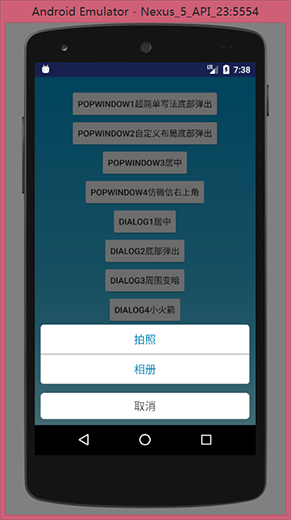 Android Emulator - Nexus_5_API_23:5554
LTE 7:38
POPWINDOW1超简单写法底部弹出
POPWINDOW2自定义布局底部弹出
POPWINDOW3居中
POPWINDOW4仿微信右上角
DIALOG1居中
DIALOG2底部弹出
DIALOG3周围变暗
DIALOG4小火箭
拍照
相册
取消